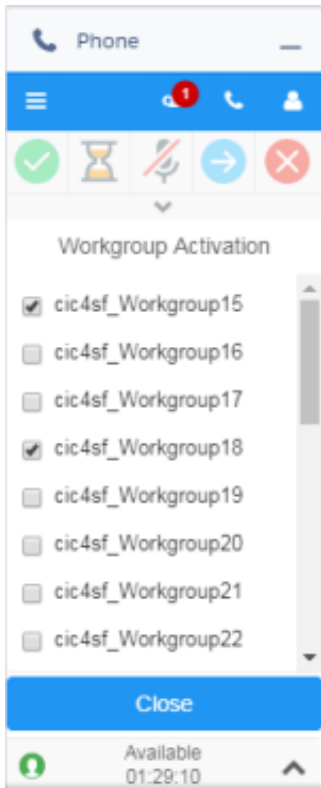 Phone
1
Workgroup Activation
cic4sf_Workgroup15
cic4sf_Workgroup16
cic4sf_Workgroup17
cic4sf_Workgroup18
cic4sf_Workgroup19
cic4sf_Workgroup20
cic4sf_Workgroup21
cic4sf_Workgroup22
Close
Available
01:29:10